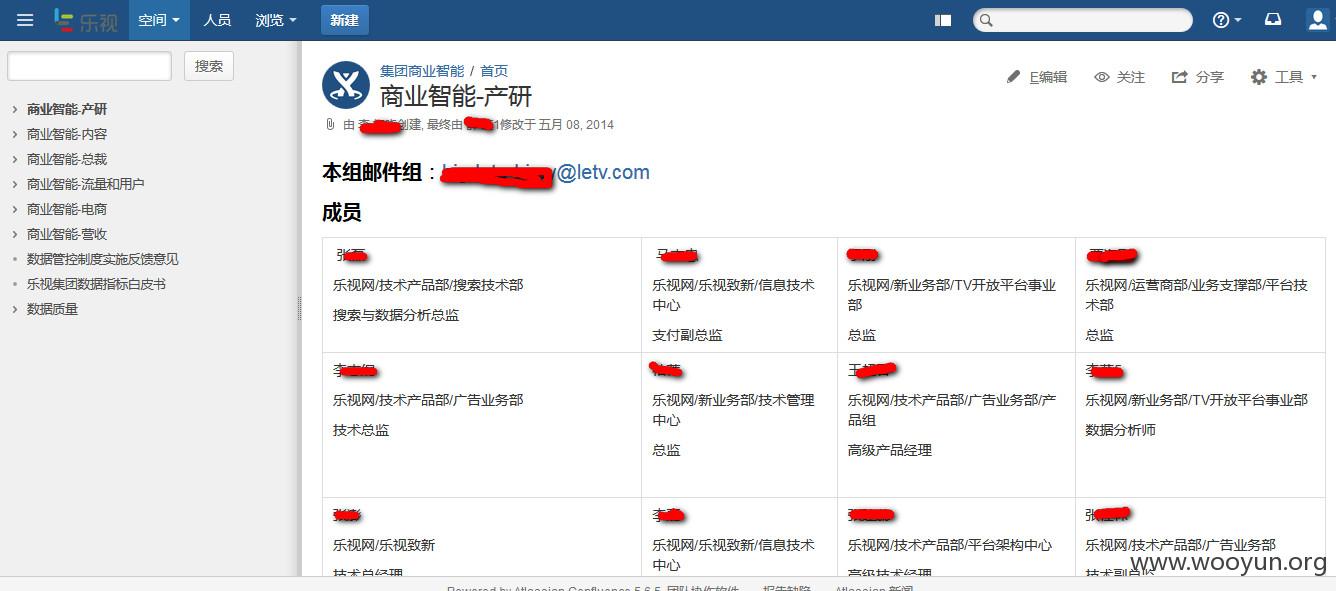 乐视 空间 人员 浏览 新建
搜索
商业智能-产研
商业智能-内容
商业智能-总裁
商业智能-流量和用户
商业智能-电商
商业智能-营收
数据管控制度实施反馈意见
乐视集团数据指标白皮书
数据质量
集团商业智能 / 首页
商业智能-产研
E编辑 关注 分享 工具
由 李 创建, 最终由 1修改于 五月 08, 2014
本组邮件组： @letv.com
成员
张 马
乐视网/技术产品部/搜索技术部
搜索与数据分析总监
乐视网/乐视致新/信息技术
中心
支付副总监
乐视网/新业务部/TV开放平台事业
部
总监
乐视网/运营商部/业务支撑部/平台技
术部
总监
李 王 李
乐视网/技术产品部/广告业务部
技术总监
乐视网/新业务部/技术管理
中心
总监
乐视网/技术产品部/广告业务部/产
品组
高级产品经理
乐视网/新业务部/TV开放平台事业部
数据分析师
张 李 张 张
乐视网/乐视致新
技术总经理
乐视网/乐视致新/信息技术
中心
乐视网/技术产品部/平台架构中心
高级技术经理
乐视网/技术产品部/广告业务部
技术副总监
www.wooyun.org
Powered by Atlassian Confluence 5.6.5, 团队协作软件 报告缺陷 Atlassian 新闻